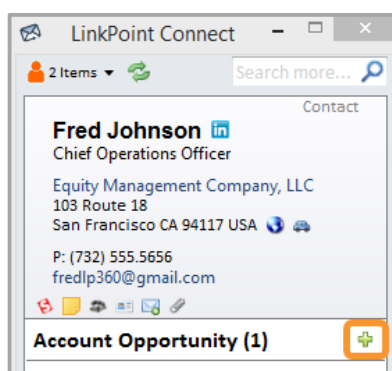 LinkPoint Connect
2 Items
Search more...
Contact
Fred Johnson in
Chief Operations Officer
Equity Management Company, LLC
103 Route 18
San Francisco CA 94117 USA
P: (732) 555.5656
fredlp360@gmail.com
Account Opportunity (1)